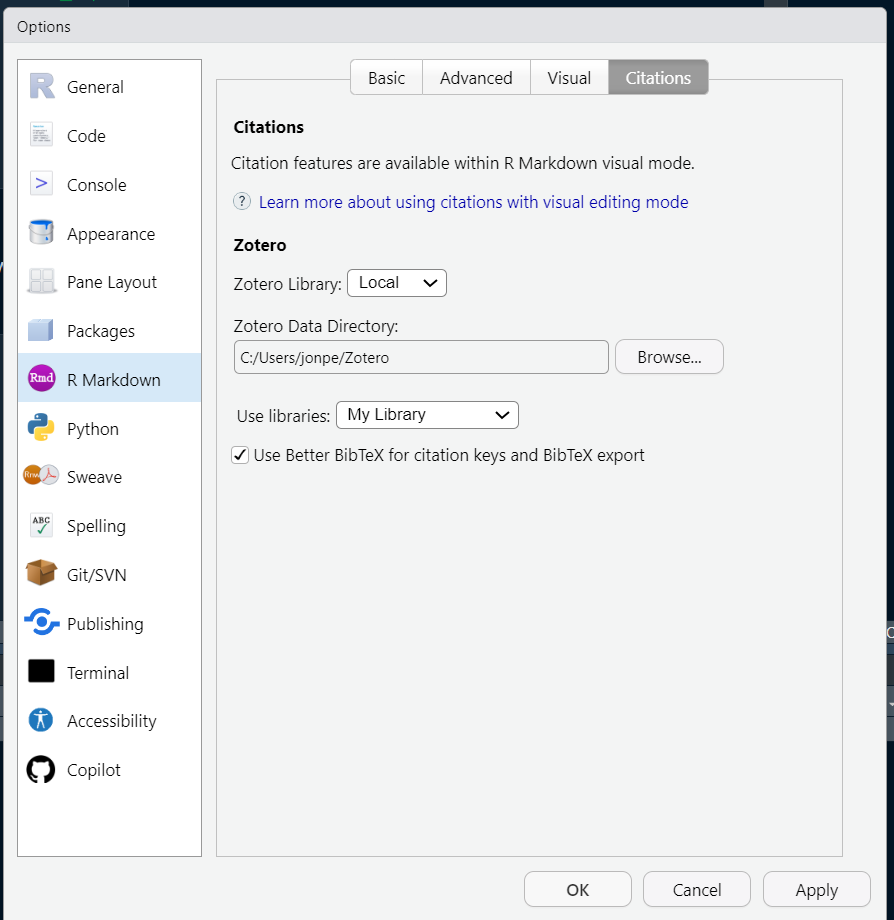 Options
General
Code
Console
Appearance
Pane Layout
Packages
Rmd R Markdown
Python
Rnw Sweave
ABC Spelling
Git/SVN
Publishing
Terminal
Accessibility
Copilot
Basic Advanced Visual Citations
Citations
Citation features are available within R Markdown visual mode.
? Learn more about using citations with visual editing mode
Zotero
Zotero Library: Local
Zotero Data Directory:
C:/Users/jonpe/Zotero Browse...
Use libraries: My Library
Use Better BibTeX for citation keys and BibTeX export
OK Cancel Apply